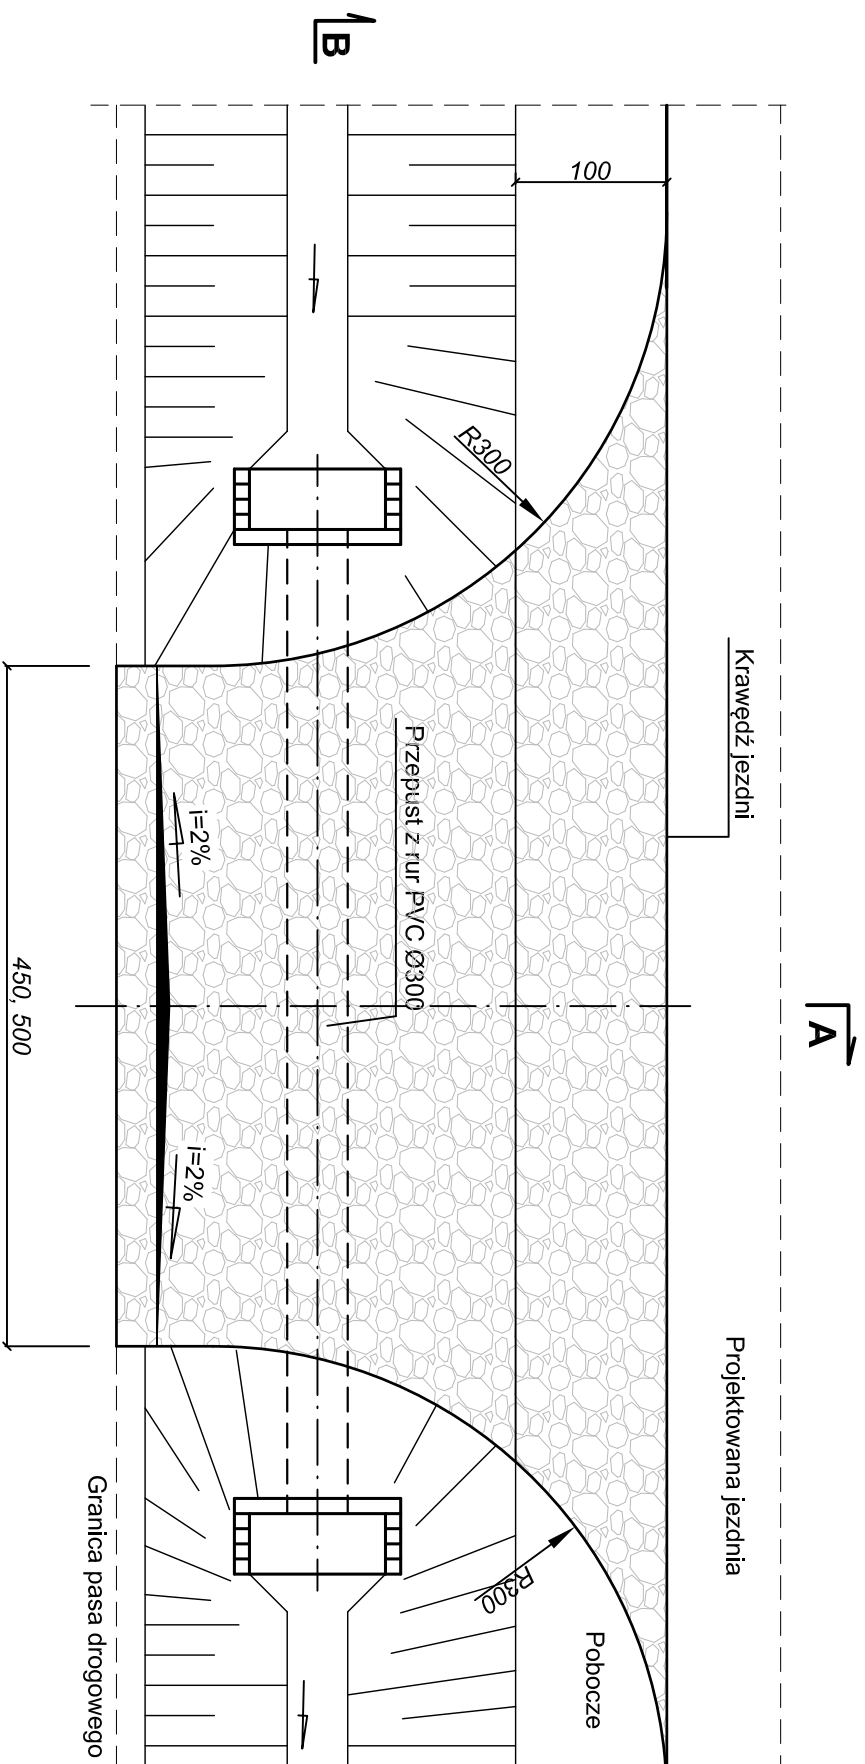 B
100
R300
Krawędź jezdni
Przepust z rur PVC Ø300
i=2%
450, 500
A
i=2%
Projektowana jezdnia
R300
Pobocze
Granica pasa drogowego